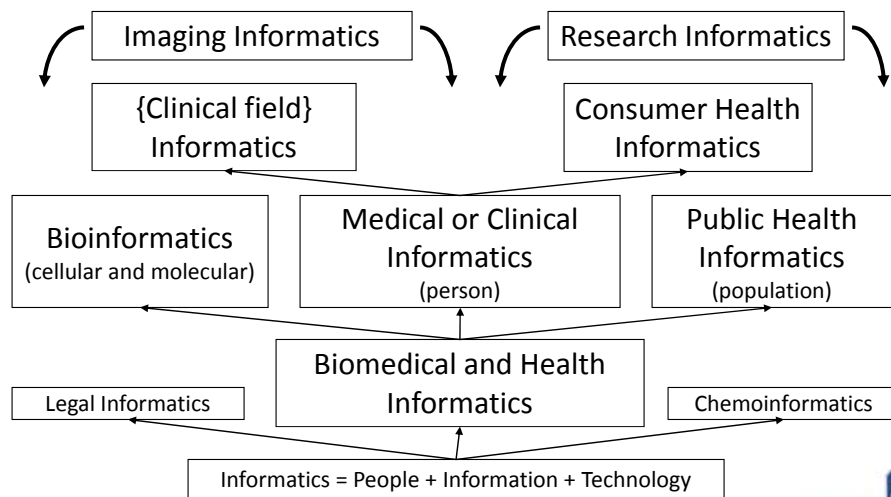 Imaging Informatics
Research Informatics
{Clinical field}
Informatics
Consumer Health
Informatics
Bioinformatics
(cellular and molecular)
Medical or Clinical
Informatics
(person)
Public Health
Informatics
(population)
Biomedical and Health
Informatics
Legal Informatics
Chemoinformatics
Informatics = People + Information + Technology